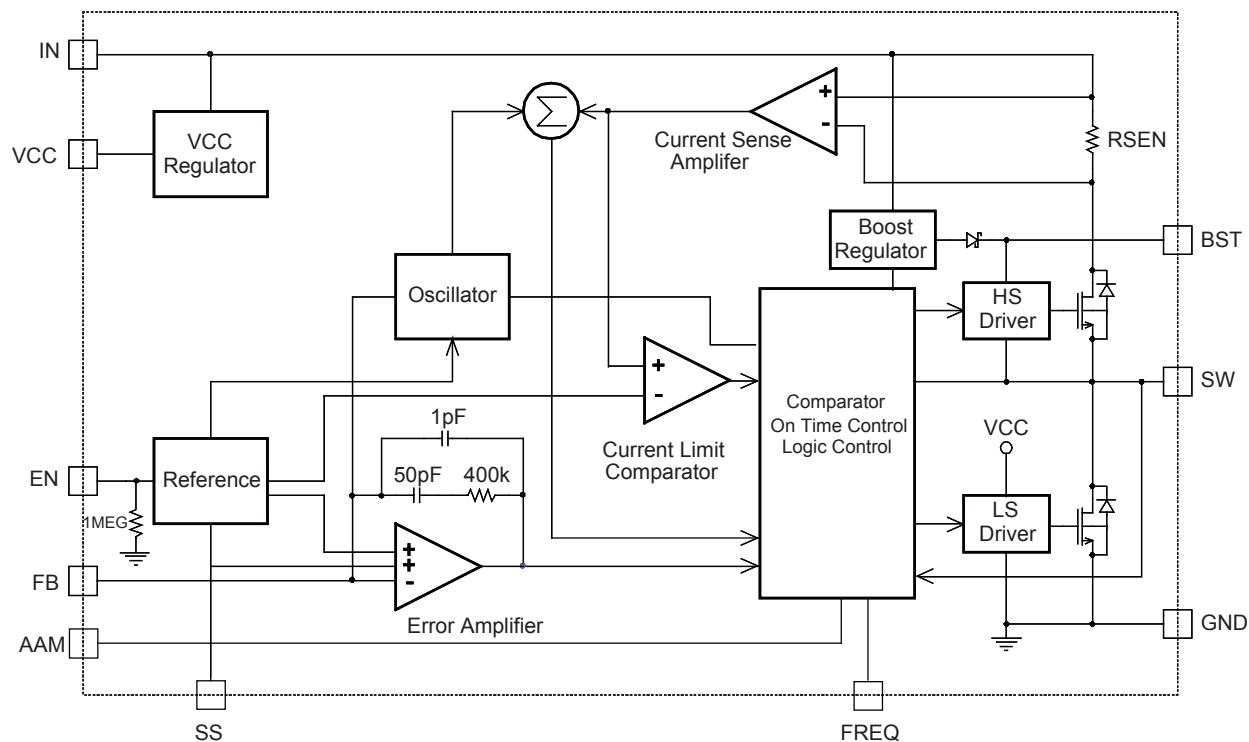 IN
VCC
VCC
Regulator
Σ
+
-
Current Sense
Amplifer
RSEN
Boost
Regulator
BST
Oscillator
HS
Driver
+
-
SW
Comparator
On Time Control
Logic Control
Current Limit
Comparator
1pF
50pF
400k
VCC
EN
Reference
1MEG
LS
Driver
+
+
-
FB
Error Amplifier
AAM
GND
SS
FREQ